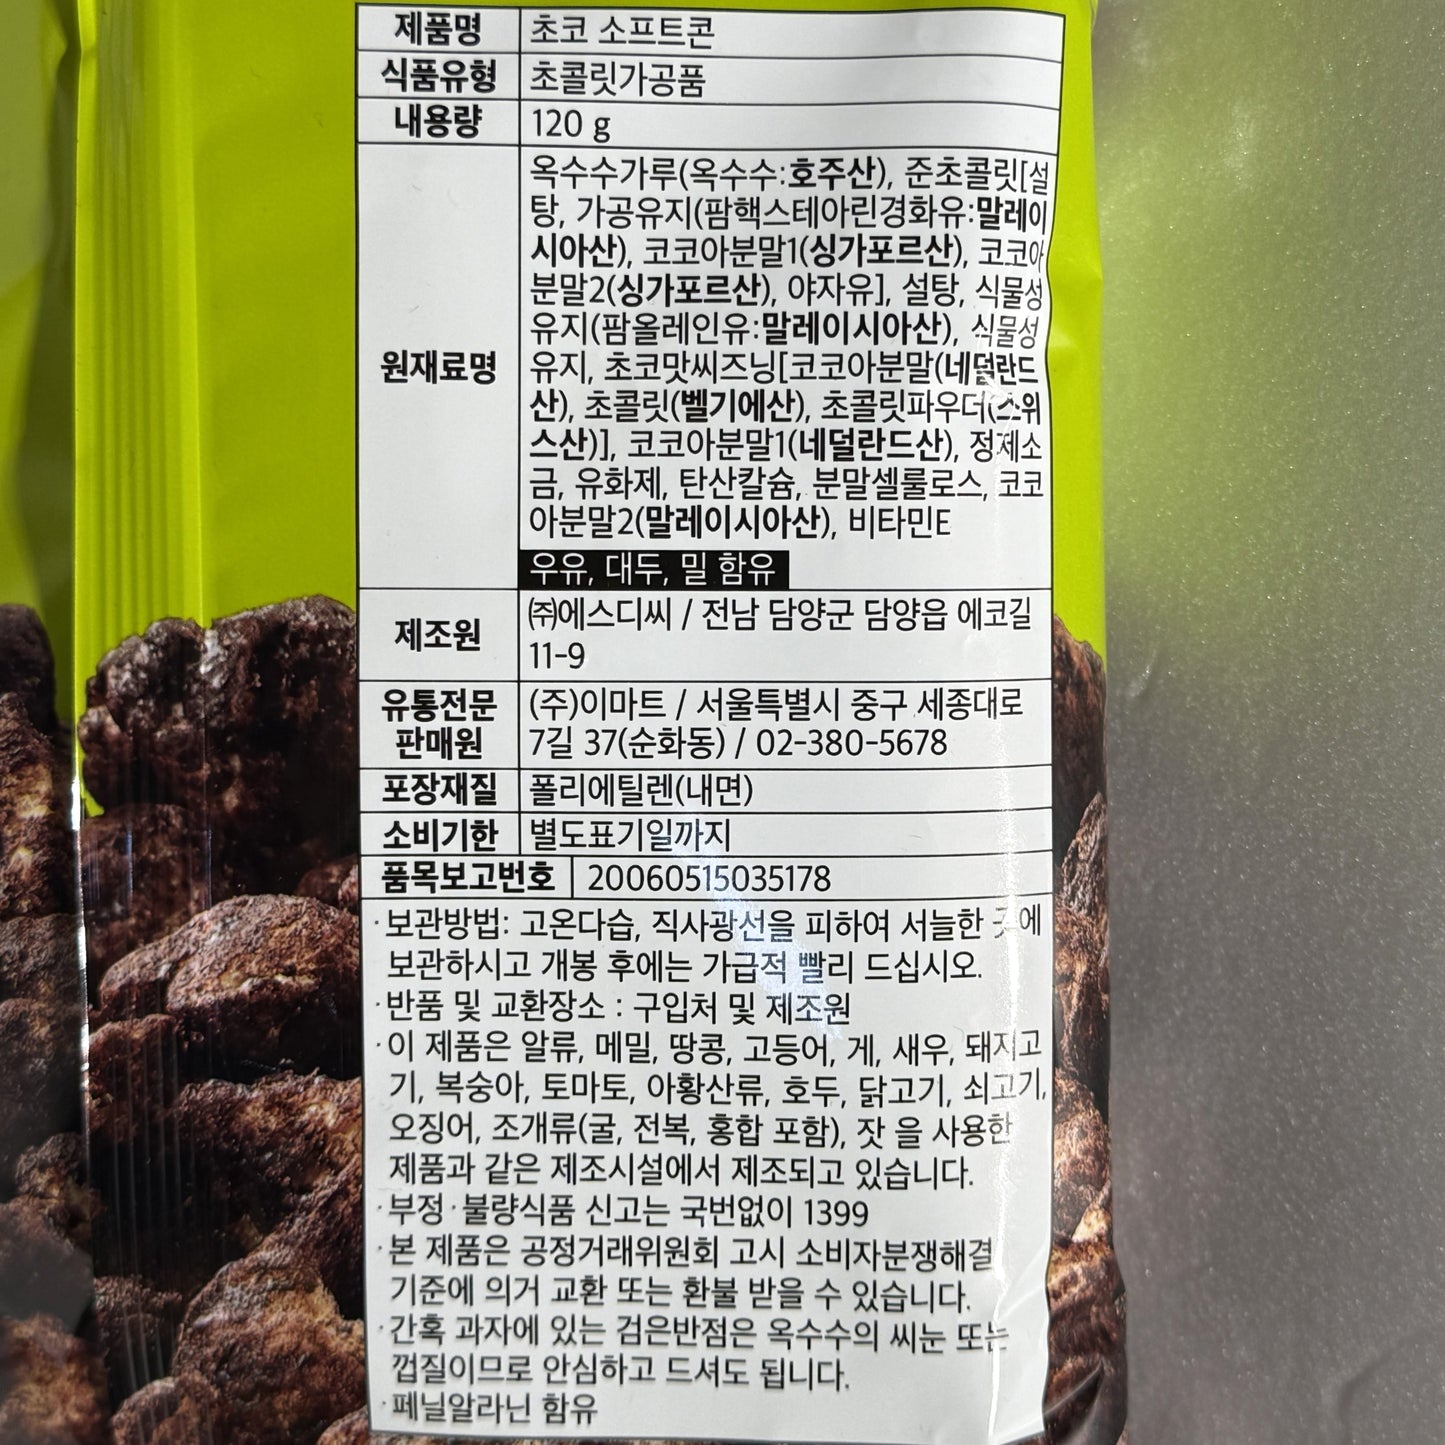 제품명 초코 소프트콘
식품유형 초콜릿가공품
내용량 120 g
원재료명
옥수수가루(옥수수:호주산), 준초콜릿[설
탕, 가공유지(팜핵스테아린경화유:말레이
시아산), 코코아분말1(싱가포르산), 코코아
분말2(싱가포르산), 야자유], 설탕, 식물성
유지(팜올레인유:말레이시아산), 식물성
유지, 초코맛씨즈닝[코코아분말(네덜란드
산), 초콜릿(벨기에산), 초콜릿파우더(스위
스산)], 코코아분말1(네덜란드산), 정제소
금, 유화제, 탄산칼슘, 분말셀룰로스, 코코
아분말2(말레이시아산), 비타민E
우유, 대두, 밀 함유
제조원
㈜에스디씨 / 전남 담양군 담양읍 에코길
11-9
유통전문
판매원
(주)이마트 / 서울특별시 중구 세종대로
7길 37(순화동) / 02-380-5678
포장재질 폴리에틸렌(내면)
소비기한 별도표기일까지
품목보고번호 20060515035178
·보관방법: 고온다습, 직사광선을 피하여 서늘한 곳에
보관하시고 개봉 후에는 가급적 빨리 드십시오.
·반품 및 교환장소 : 구입처 및 제조원
·이 제품은 알류, 메밀, 땅콩, 고등어, 게, 새우, 돼지고
기, 복숭아, 토마토, 아황산류, 호두, 닭고기, 쇠고기,
오징어, 조개류(굴, 전복, 홍합 포함), 잣 을 사용한
제품과 같은 제조시설에서 제조되고 있습니다.
·부정·불량식품 신고는 국번없이 1399
·본 제품은 공정거래위원회 고시 소비자분쟁해결
기준에 의거 교환 또는 환불 받을 수 있습니다.
·간혹 과자에 있는 검은반점은 옥수수의 씨눈 또는
껍질이므로 안심하고 드셔도 됩니다.
·페닐알라닌 함유